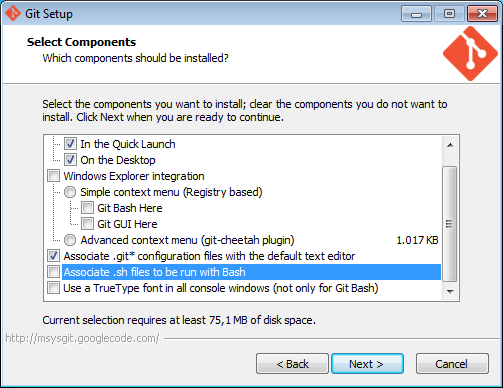 Git Setup
Select Components
Which components should be installed?
Select the components you want to install; clear the components you do not want to
install. Click Next when you are ready to continue.
In the Quick Launch
On the Desktop
Windows Explorer integration
Simple context menu (Registry based)
Git Bash Here
Git GUI Here
Advanced context menu (git-cheetah plugin) 1.017 KB
Associate .git* configuration files with the default text editor
Associate .sh files to be run with Bash
Use a TrueType font in all console windows (not only for Git Bash)
Current selection requires at least 75,1 MB of disk space.
http://msysgit.googlecode.com/
< Back Next > Cancel